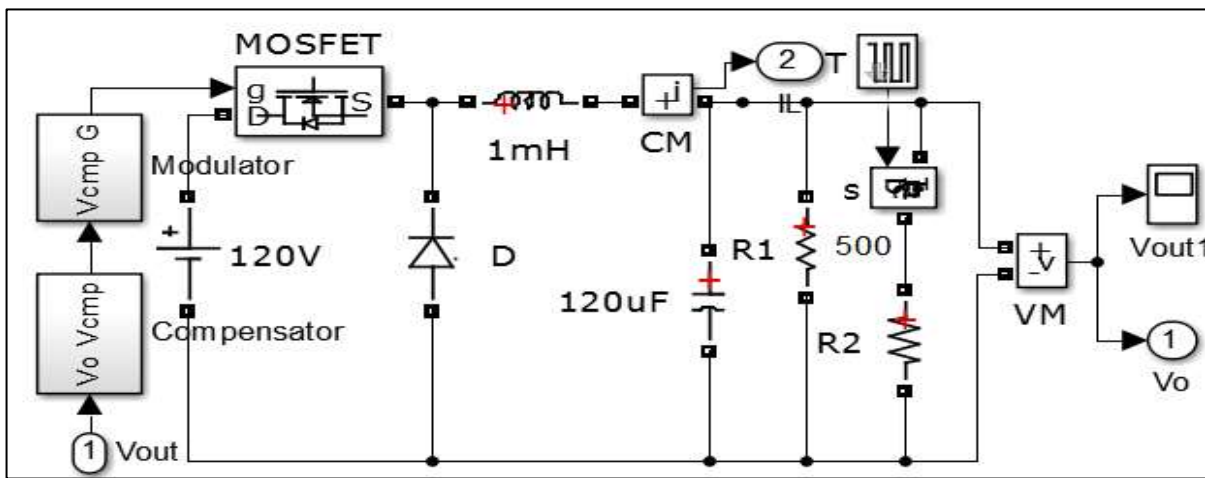 MOSFET
g
D
S
Vcmp G
Modulator
+
120V
Vo Vcmp
Compensator
1
Vout
D
1mH
+
i
CM
2
T
IL
s
R1
500
120uF
R2
+
-v
VM
Vout1
1
Vo